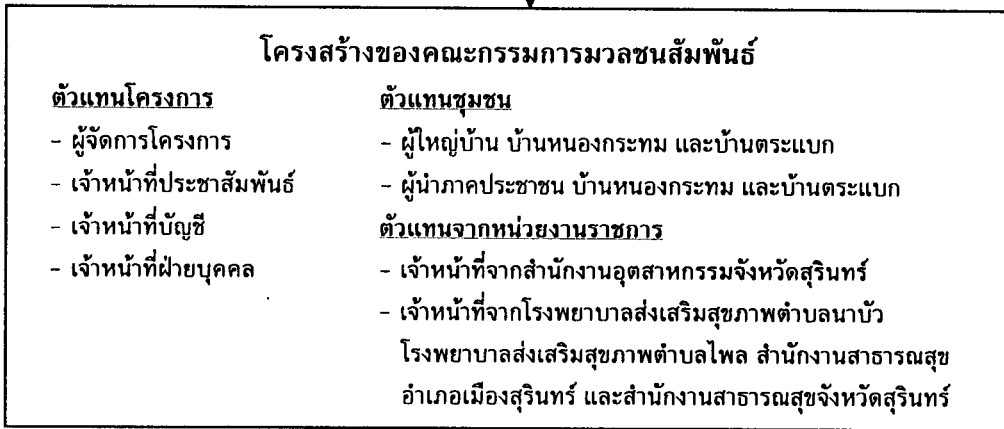 โครงสร้างของคณะกรรมการมวลชนสัมพันธ์
ตัวแทนโครงการ
- ผู้จัดการโครงการ
- เจ้าหน้าที่ประชาสัมพันธ์
- เจ้าหน้าที่บัญชี
- เจ้าหน้าที่ฝ่ายบุคคล
ตัวแทนชุมชน
- ผู้ใหญ่บ้าน บ้านหนองกระทม และบ้านตระแบก
- ผู้นำภาคประชาชน บ้านหนองกระทม และบ้านตระแบก
ตัวแทนจากหน่วยงานราชการ
- เจ้าหน้าที่จากสำนักงานอุตสาหกรรมจังหวัดสุรินทร์
- เจ้าหน้าที่จากโรงพยาบาลส่งเสริมสุขภาพตำบลนาบัว
โรงพยาบาลส่งเสริมสุขภาพตำบลไพล สำนักงานสาธารณสุข
อำเภอเมืองสุรินทร์ และสำนักงานสาธารณสุขจังหวัดสุรินทร์